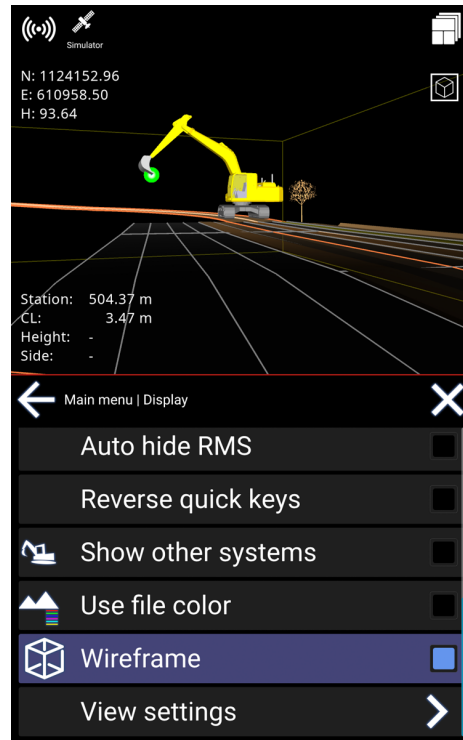 Simulator
N: 1124152.96
E: 610958.50
H: 93.64
Station: 504.37 m
CL: 3.47 m
Height: -
Side: -
Main menu | Display
Auto hide RMS
Reverse quick keys
Show other systems
Use file color
Wireframe
View settings